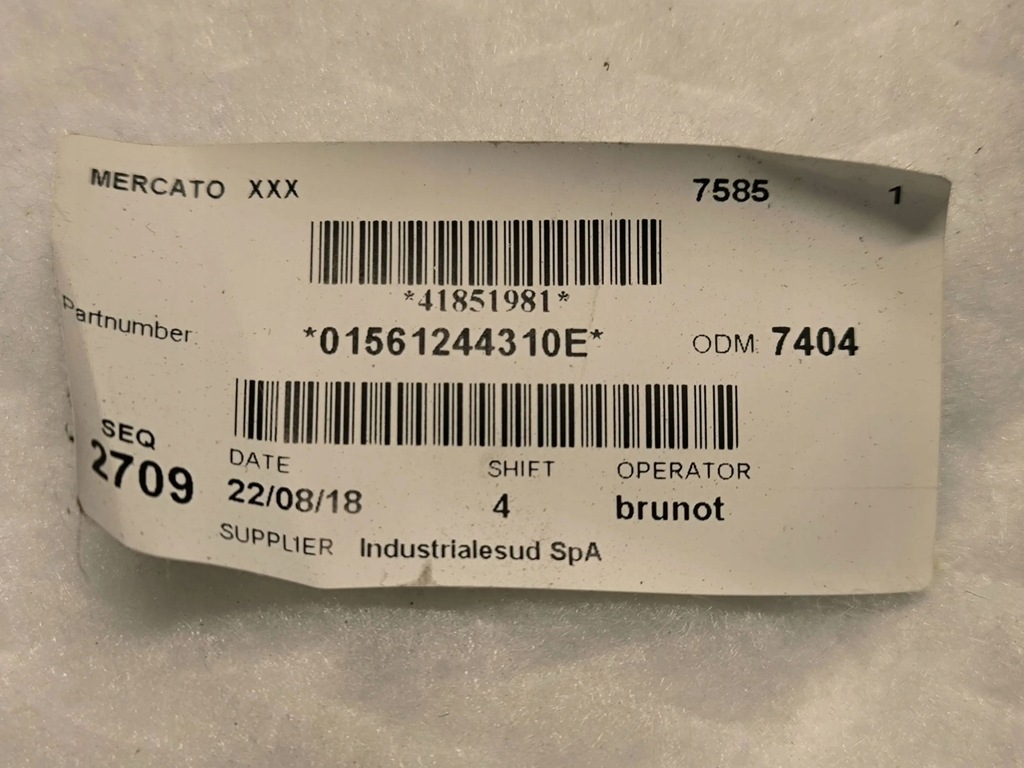 MERCATO XXX 7585 1
*41851981*
Partnumber *01561244310E* ODM 7404
SEQ
2709
DATE SHIFT OPERATOR
22/08/18 4 brunot
SUPPLIER Industrialesud SpA